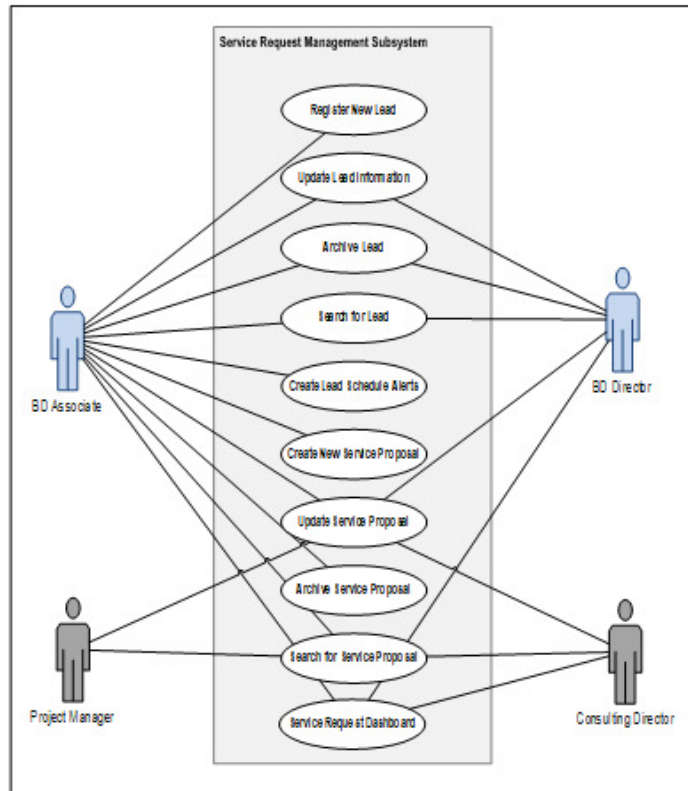 Service Request Management Subsystem
Register New Lead
Update Lead Information
Archive Lead
Search for Lead
BD Associate
BD Director
Create Lead Schedule Alerts
Create New Service Proposal
Update Service Proposal
Archive Service Proposal
Search for Service Proposal
Project Manager
Consulting Director
Service Request Dashboard